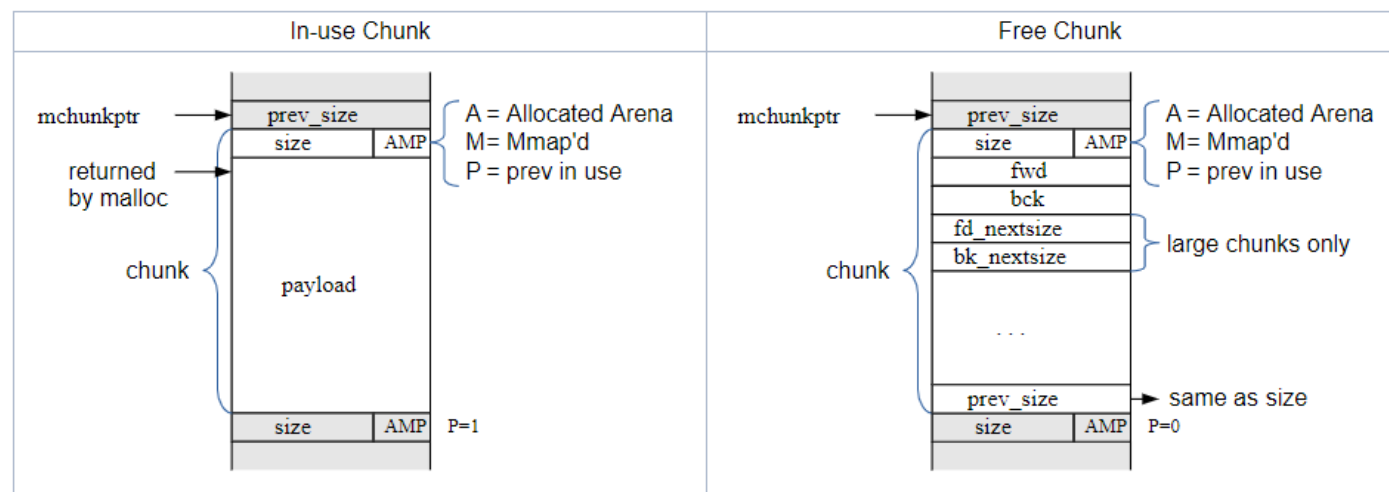 In-use Chunk
mchunkptr
prev_size
size
AMP
A = Allocated Arena
M= Mmap'd
P = prev in use
returned
by malloc
chunk
payload
size
AMP
P=1
Free Chunk
mchunkptr
prev_size
size
AMP
A = Allocated Arena
M= Mmap'd
P = prev in use
fwd
bck
fd_nextsize
bk_nextsize
large chunks only
chunk
. . .
prev_size
same as size
size
AMP
P=0